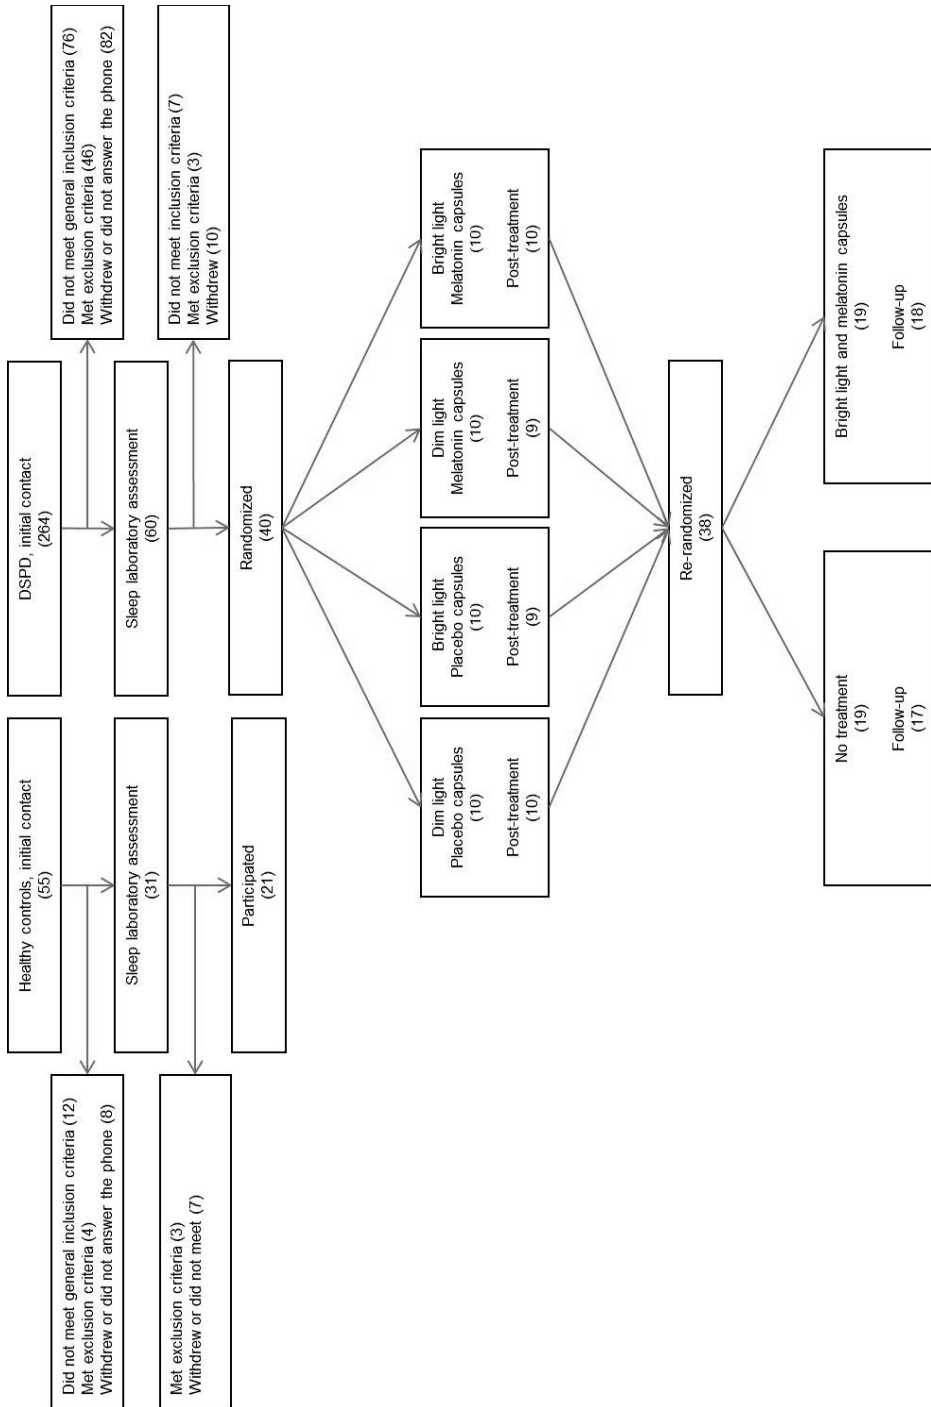 Healthy controls, initial contact
(55)
DSPD, initial contact
(264)
Did not meet general inclusion criteria (12)
Met exclusion criteria (4)
Withdrew or did not answer the phone (8)
Did not meet general inclusion criteria (76)
Met exclusion criteria (46)
Withdrew or did not answer the phone (82)
Sleep laboratory assessment
(31)
Sleep laboratory assessment
(60)
Met exclusion criteria (3)
Withdrew or did not meet (7)
Did not meet inclusion criteria (7)
Met exclusion criteria (3)
Withdrew (10)
Participated
(21)
Randomized
(40)
Dim light
Placebo capsules
(10)
Post-treatment
(10)
Bright light
Placebo capsules
(10)
Post-treatment
(9)
Dim light
Melatonin capsules
(10)
Post-treatment
(9)
Bright light
Melatonin capsules
(10)
Post-treatment
(10)
Re-randomized
(38)
No treatment
(19)
Follow-up
(17)
Bright light and melatonin capsules
(19)
Follow-up
(18)